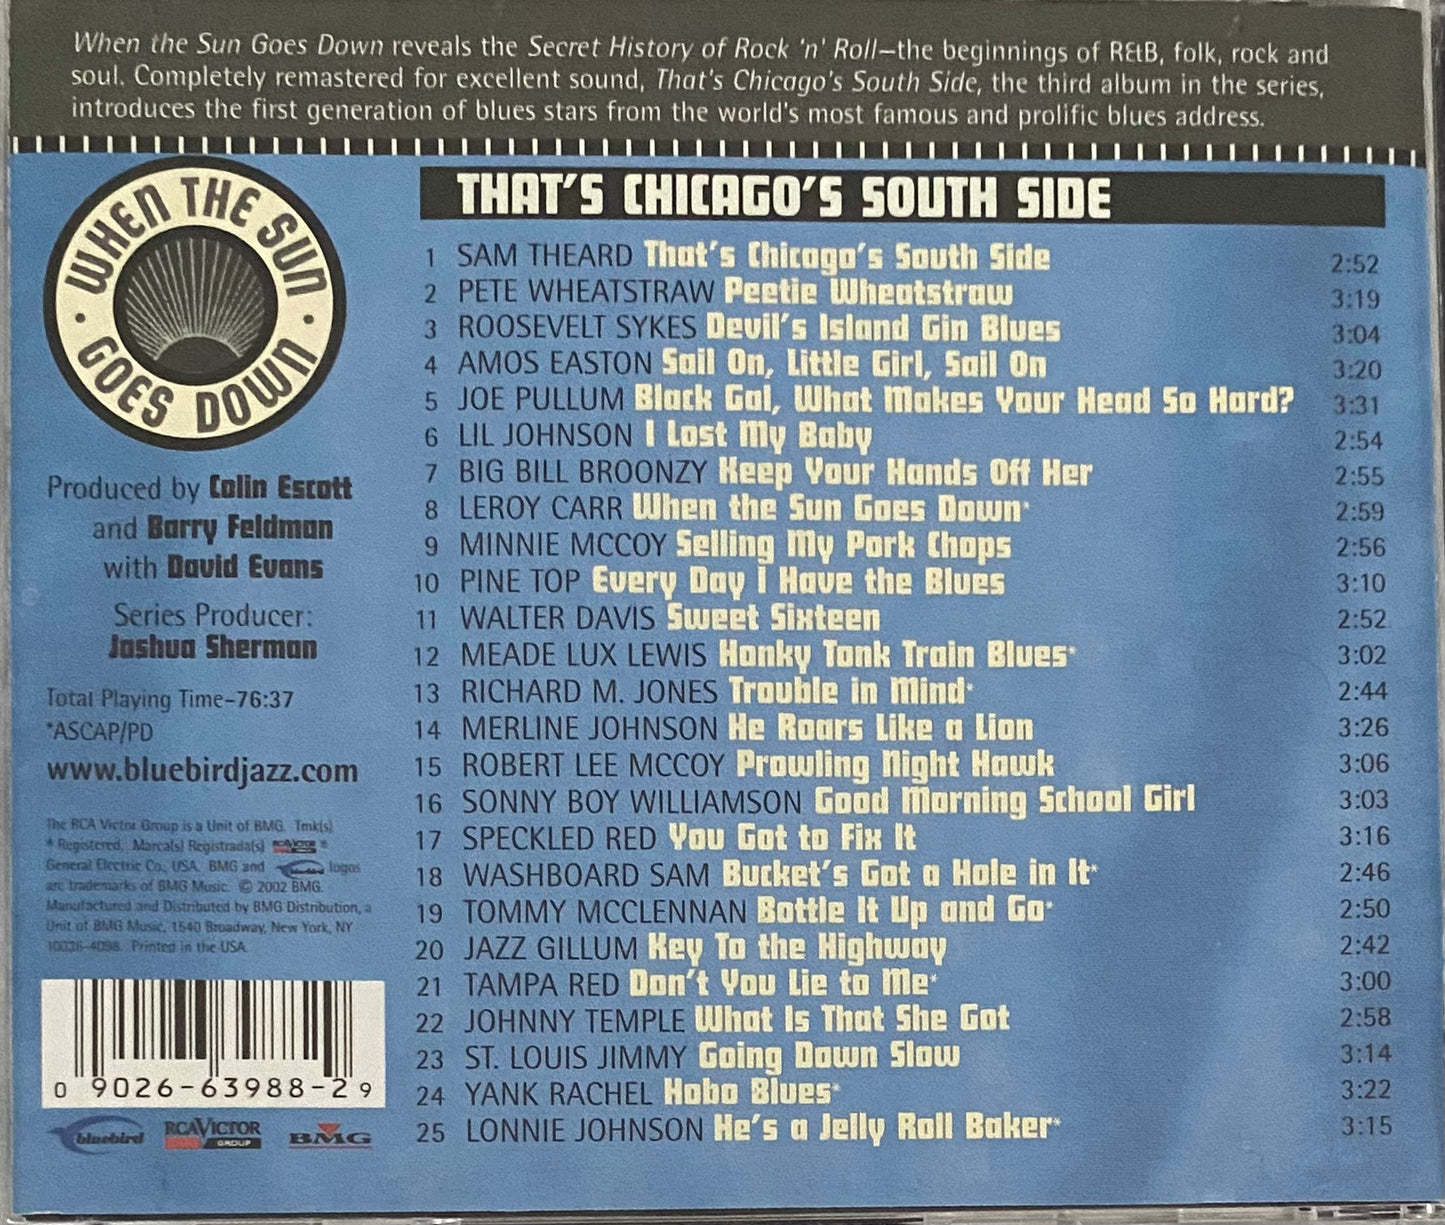 When the Sun Goes Down reveals the Secret History of Rock 'n' Roll—the beginnings of R&B, folk, rock and
soul. Completely remastered for excellent sound, That's Chicago's South Side, the third album in the series,
introduces the first generation of blues stars from the world's most famous and prolific blues address.
WHEN THE SUN
• GOES DOWN •
Produced by Colin Escott
and Barry Feldman
with David Evans
Series Producer:
Joshua Sherman
Total Playing Time–76:37
*ASCAP/PD
www.bluebirdjazz.com
The RCA Victor Group is a Unit of BMG. Tmk(s)
® Registered. Marca(s) Registrada(s) RCA VICTOR ®
General Electric Co., USA. BMG and bluebird logos
are trademarks of BMG Music. © 2002 BMG.
Manufactured and Distributed by BMG Distribution, a
Unit of BMG Music, 1540 Broadway, New York, NY
10036-4098. Printed in the USA.
0 9026-63988-2 9
bluebird RCA VICTOR GROUP BMG
THAT'S CHICAGO'S SOUTH SIDE
1 SAM THEARD That's Chicago's South Side 2:52
2 PETE WHEATSTRAW Peetie Wheatstraw 3:19
3 ROOSEVELT SYKES Devil's Island Gin Blues 3:04
4 AMOS EASTON Sail On, Little Girl, Sail On 3:20
5 JOE PULLUM Black Gal, What Makes Your Head So Hard? 3:31
6 LIL JOHNSON I Lost My Baby 2:54
7 BIG BILL BROONZY Keep Your Hands Off Her 2:55
8 LEROY CARR When the Sun Goes Down* 2:59
9 MINNIE MCCOY Selling My Pork Chops 2:56
10 PINE TOP Every Day I Have the Blues 3:10
11 WALTER DAVIS Sweet Sixteen 2:52
12 MEADE LUX LEWIS Honky Tonk Train Blues* 3:02
13 RICHARD M. JONES Trouble in Mind* 2:44
14 MERLINE JOHNSON He Roars Like a Lion 3:26
15 ROBERT LEE MCCOY Prowling Night Hawk 3:06
16 SONNY BOY WILLIAMSON Good Morning School Girl 3:03
17 SPECKLED RED You Got to Fix It 3:16
18 WASHBOARD SAM Bucket's Got a Hole in It* 2:46
19 TOMMY MCCLENNAN Bottle It Up and Go* 2:50
20 JAZZ GILLUM Key To the Highway 2:42
21 TAMPA RED Don't You Lie to Me* 3:00
22 JOHNNY TEMPLE What Is That She Got 2:58
23 ST. LOUIS JIMMY Going Down Slow 3:14
24 YANK RACHEL Hobo Blues* 3:22
25 LONNIE JOHNSON He's a Jelly Roll Baker* 3:15